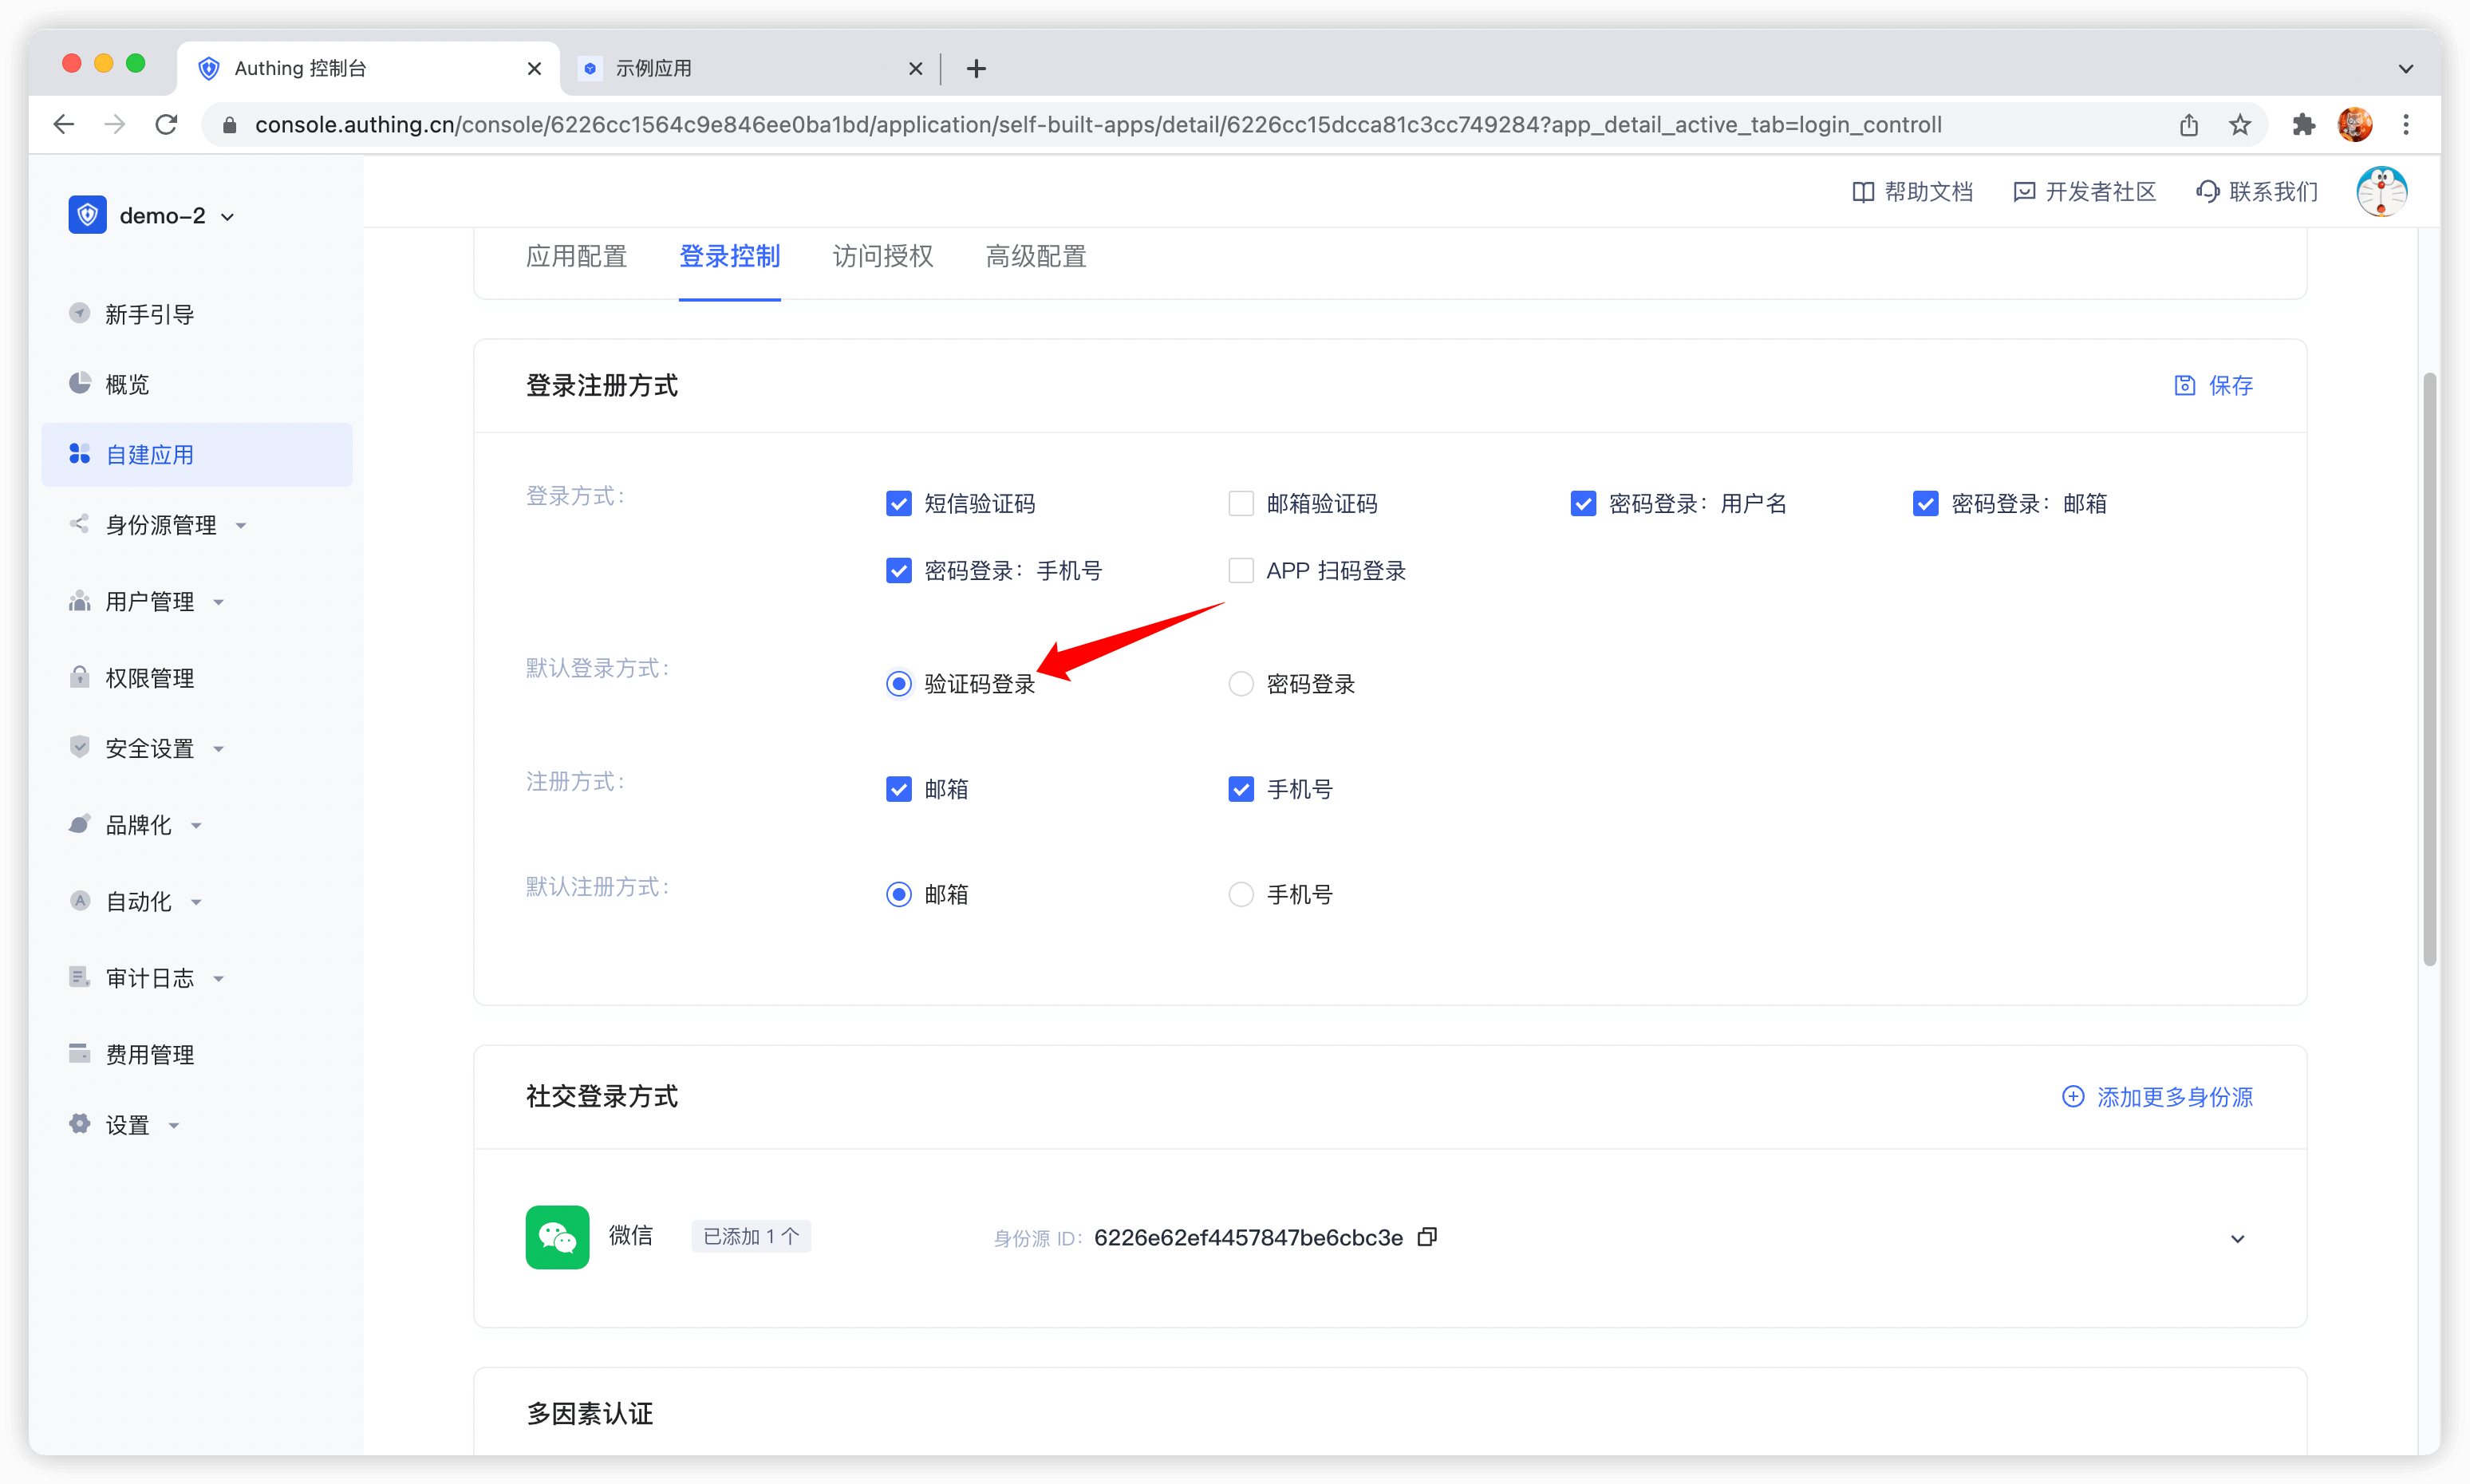 Authing 控制台
示例应用
console.authing.cn/console/6226cc1564c9e846ee0ba1bd/application/self-built-apps/detail/6226cc15dcca81c3cc749284?app_detail_active_tab=login_controll
demo-2
帮助文档 开发者社区 联系我们
应用配置 登录控制 访问授权 高级配置
新手引导
概览
自建应用
身份源管理
用户管理
权限管理
安全设置
品牌化
自动化
审计日志
费用管理
设置
登录注册方式 保存
登录方式: 短信验证码 邮箱验证码 密码登录：用户名 密码登录：邮箱
密码登录：手机号 APP 扫码登录
默认登录方式: 验证码登录 密码登录
注册方式: 邮箱 手机号
默认注册方式: 邮箱 手机号
社交登录方式 添加更多身份源
微信 已添加 1 个 身份源 ID: 6226e62ef4457847be6cbc3e
多因素认证